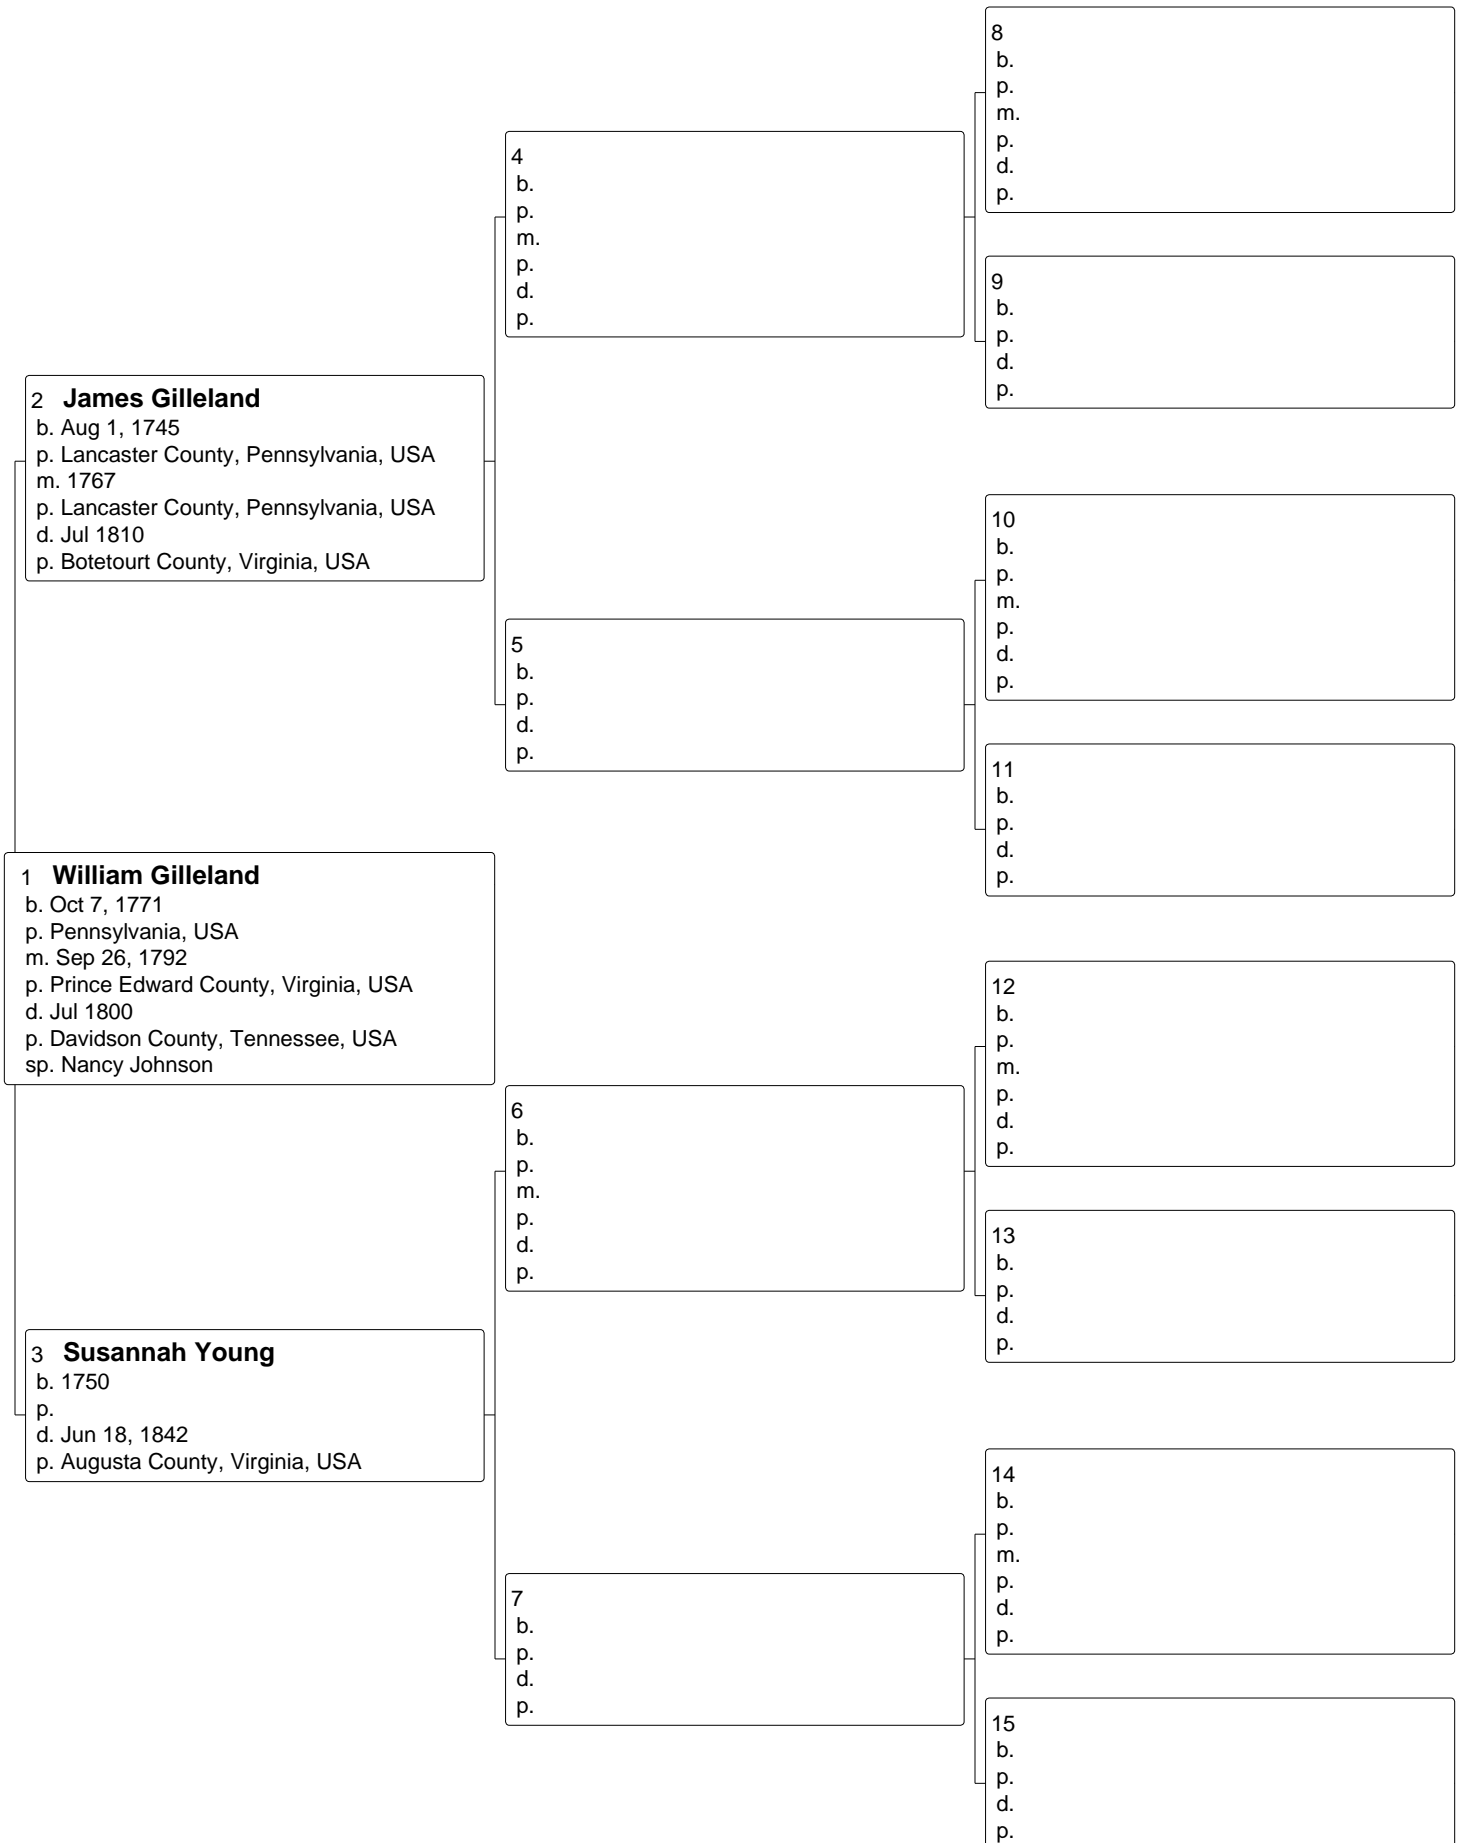 8
b.
p.
m.
p.
d.
p.
4
b.
p.
m.
p.
d.
p.
9
b.
p.
d.
p.
2 James Gilleland
b. Aug 1, 1745
p. Lancaster County, Pennsylvania, USA
m. 1767
p. Lancaster County, Pennsylvania, USA
d. Jul 1810
p. Botetourt County, Virginia, USA
10
b.
p.
m.
p.
d.
p.
5
b.
p.
d.
p.
11
b.
p.
d.
p.
1 William Gilleland
b. Oct 7, 1771
p. Pennsylvania, USA
m. Sep 26, 1792
p. Prince Edward County, Virginia, USA
d. Jul 1800
p. Davidson County, Tennessee, USA
sp. Nancy Johnson
12
b.
p.
m.
p.
d.
p.
6
b.
p.
m.
p.
d.
p.
13
b.
p.
d.
p.
3 Susannah Young
b. 1750
p.
d. Jun 18, 1842
p. Augusta County, Virginia, USA
14
b.
p.
m.
p.
d.
p.
7
b.
p.
d.
p.
15
b.
p.
d.
p.